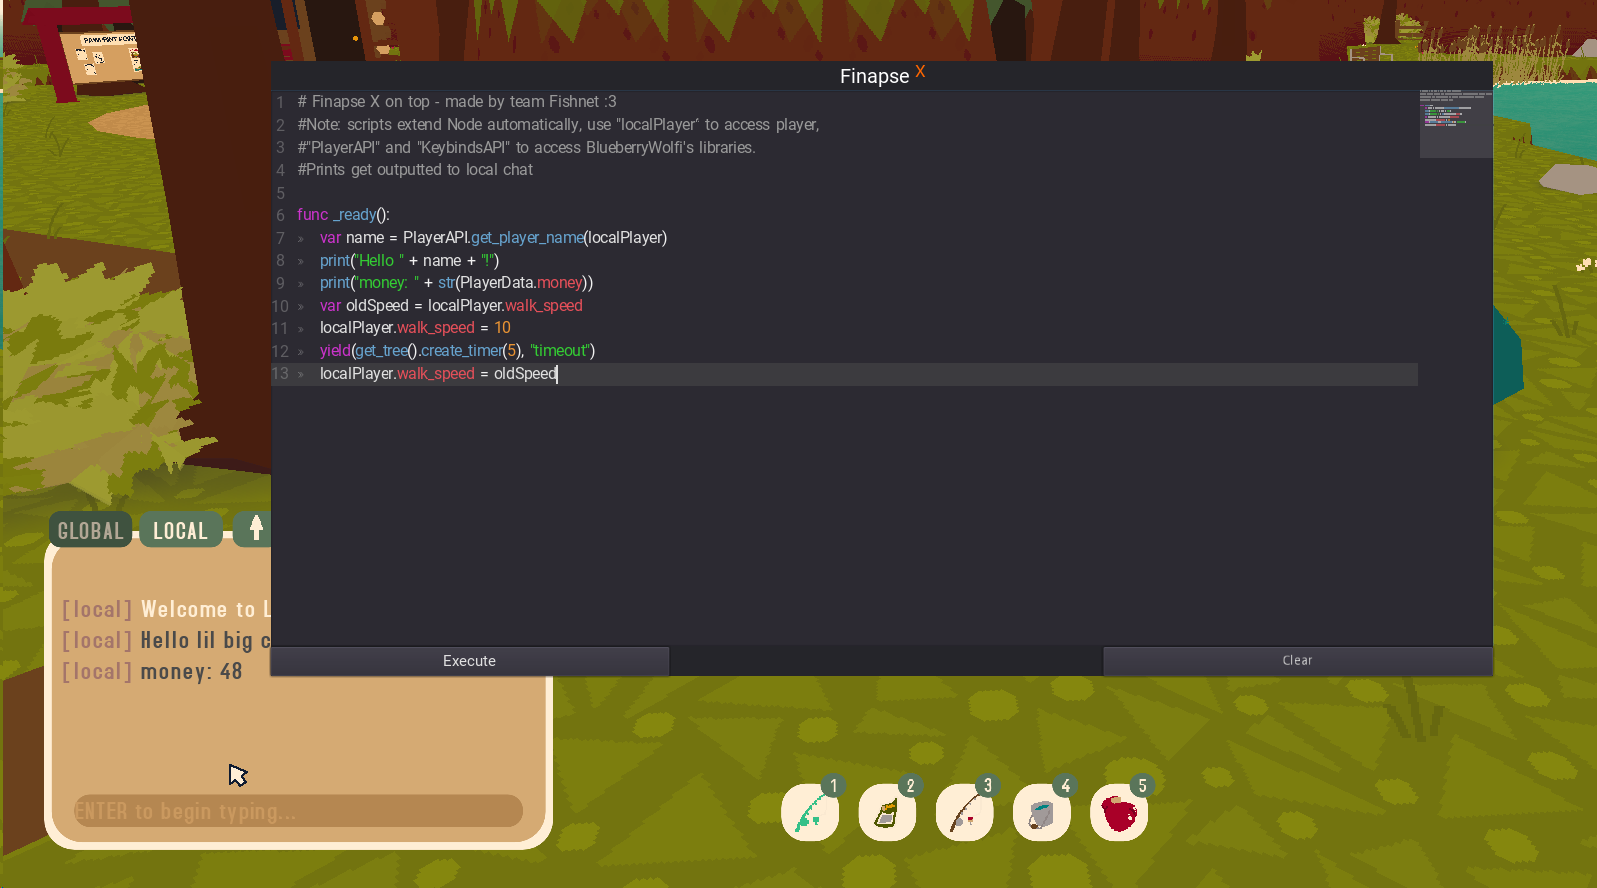 Finapse X
1 # Finapse X on top - made by team Fishnet :3
2 #Note: scripts extend Node automatically, use "localPlayer" to access player,
3 #"PlayerAPI" and "KeybindsAPI" to access BlueberryWolfi's libraries.
4 #Prints get outputted to local chat
5
6 func _ready():
7 » var name = PlayerAPI.get_player_name(localPlayer)
8 » print("Hello " + name + "!")
9 » print("money: " + str(PlayerData.money))
10 » var oldSpeed = localPlayer.walk_speed
11 » localPlayer.walk_speed = 10
12 » yield(get_tree().create_timer(5), "timeout")
13 » localPlayer.walk_speed = oldSpeed
Execute
Clear
GLOBAL LOCAL
[local] Welcome to L
[local] Hello lil big c
[local] money: 48
ENTER to begin typing...
1 2 3 4 5